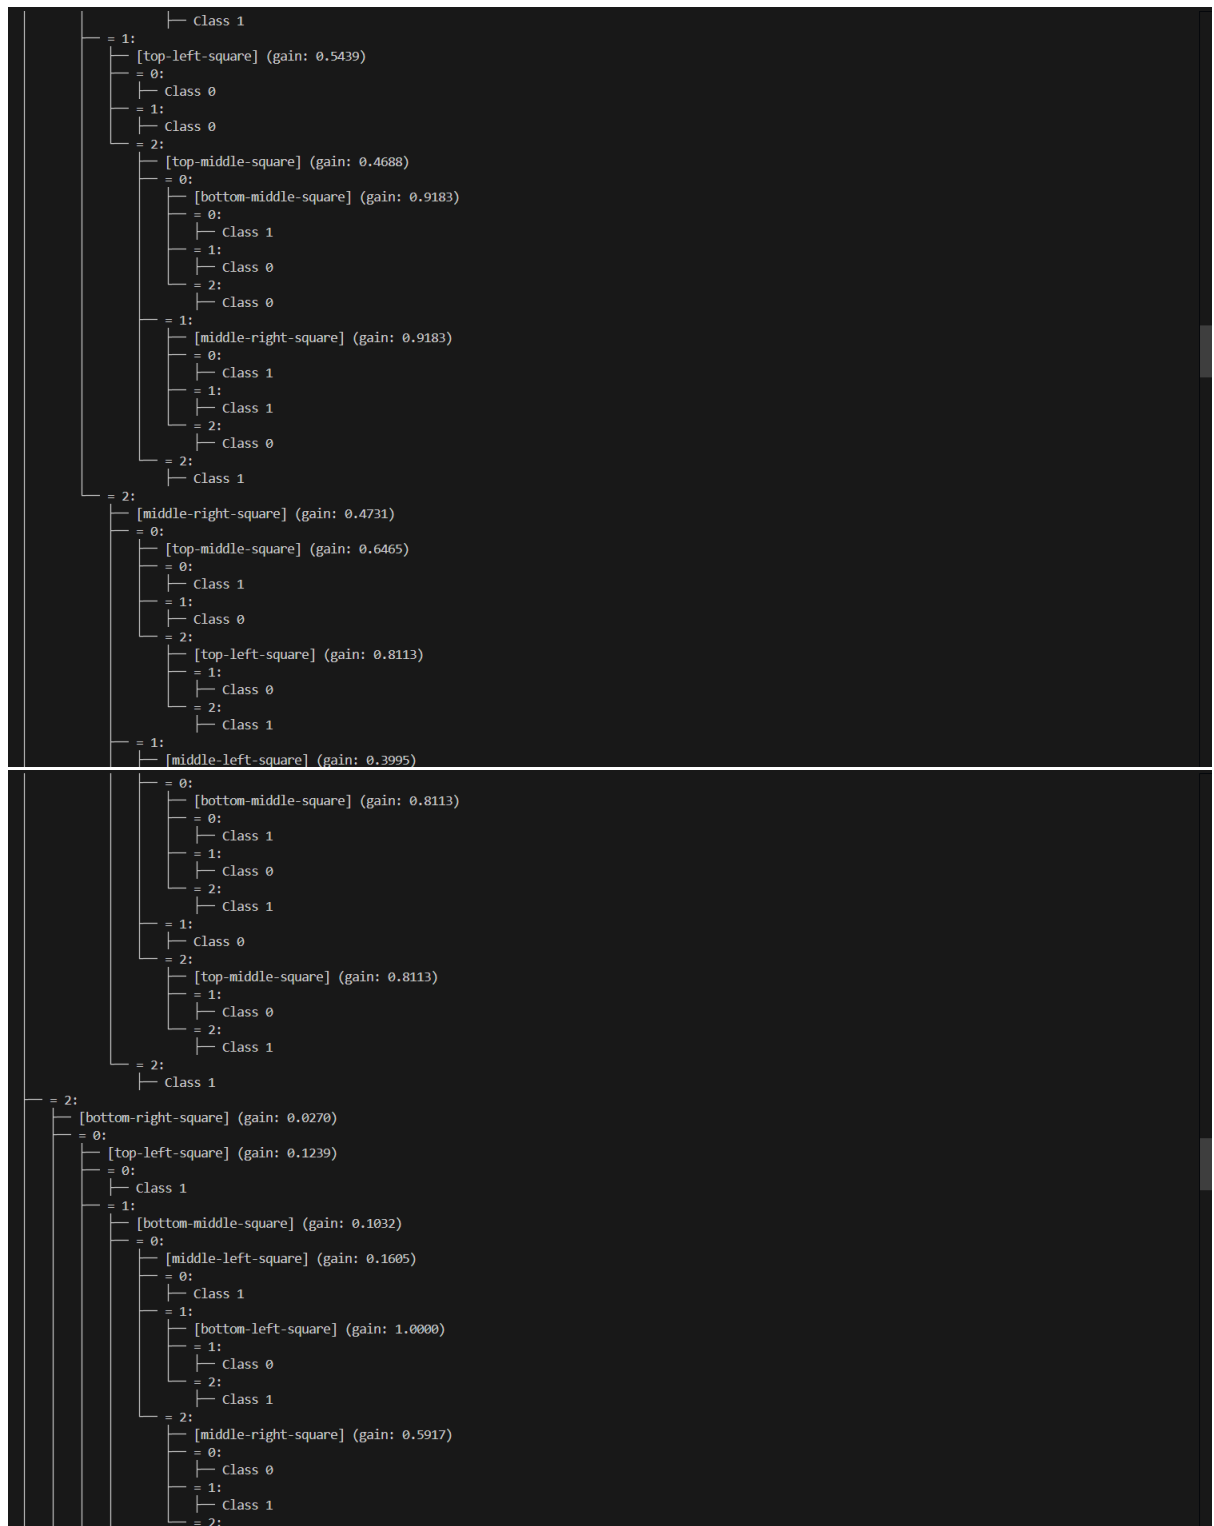 ├── Class 1
├── = 1:
├── [top-left-square] (gain: 0.5439)
├── = 0:
├── Class 0
├── = 1:
├── Class 0
└── = 2:
├── [top-middle-square] (gain: 0.4688)
├── = 0:
├── [bottom-middle-square] (gain: 0.9183)
├── = 0:
├── Class 1
├── = 1:
├── Class 0
└── = 2:
├── Class 0
├── = 1:
├── [middle-right-square] (gain: 0.9183)
├── = 0:
├── Class 1
├── = 1:
├── Class 1
└── = 2:
├── Class 0
└── = 2:
├── Class 1
└── = 2:
├── [middle-right-square] (gain: 0.4731)
├── = 0:
├── [top-middle-square] (gain: 0.6465)
├── = 0:
├── Class 1
├── = 1:
├── Class 0
└── = 2:
├── [top-left-square] (gain: 0.8113)
├── = 1:
├── Class 0
└── = 2:
├── Class 1
├── = 1:
├── [middle-left-square] (gain: 0.3995)
├── = 0:
├── [bottom-middle-square] (gain: 0.8113)
├── = 0:
├── Class 1
├── = 1:
├── Class 0
└── = 2:
├── Class 1
├── = 1:
├── Class 0
└── = 2:
├── [top-middle-square] (gain: 0.8113)
├── = 1:
├── Class 0
└── = 2:
├── Class 1
└── = 2:
├── Class 1
├── = 2:
├── [bottom-right-square] (gain: 0.0270)
├── = 0:
├── [top-left-square] (gain: 0.1239)
├── = 0:
├── Class 1
├── = 1:
├── [bottom-middle-square] (gain: 0.1032)
├── = 0:
├── [middle-left-square] (gain: 0.1605)
├── = 0:
├── Class 1
├── = 1:
├── [bottom-left-square] (gain: 1.0000)
├── = 1:
├── Class 0
└── = 2:
├── Class 1
└── = 2:
├── [middle-right-square] (gain: 0.5917)
├── = 0:
├── Class 0
├── = 1:
├── Class 1
└── = 2: